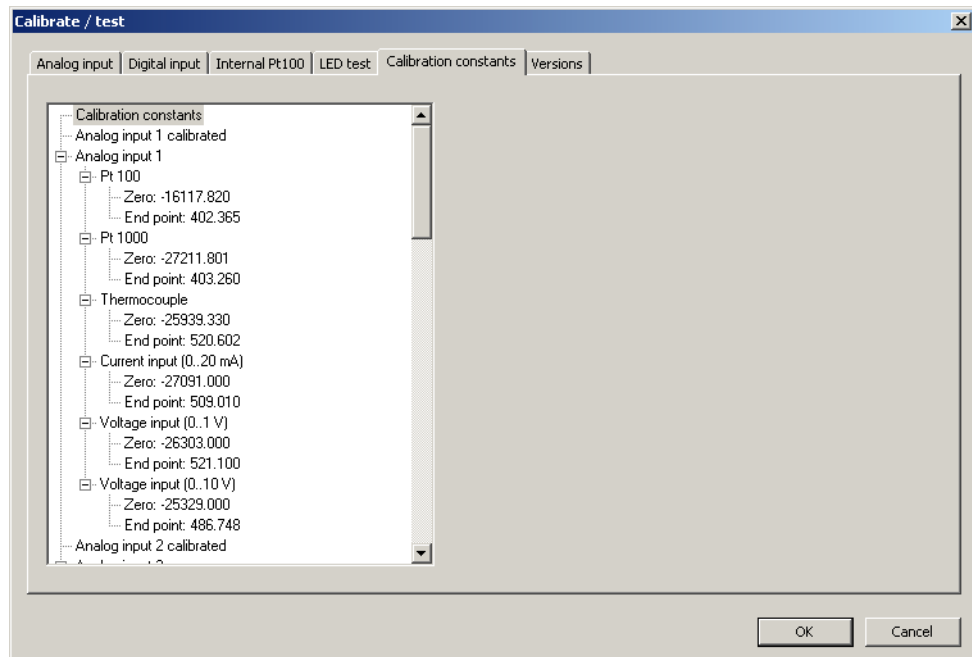 Calibrate / test
Analog input Digital input Internal Pt100 LED test Calibration constants Versions
Calibration constants
Analog input 1 calibrated
Analog input 1
Pt 100
Zero: -16117.820
End point: 402.365
Pt 1000
Zero: -27211.801
End point: 403.260
Thermocouple
Zero: -25939.330
End point: 520.602
Current input (0..20 mA)
Zero: -27091.000
End point: 509.010
Voltage input (0..1 V)
Zero: -26303.000
End point: 521.100
Voltage input (0..10 V)
Zero: -25329.000
End point: 486.748
Analog input 2 calibrated
OK Cancel